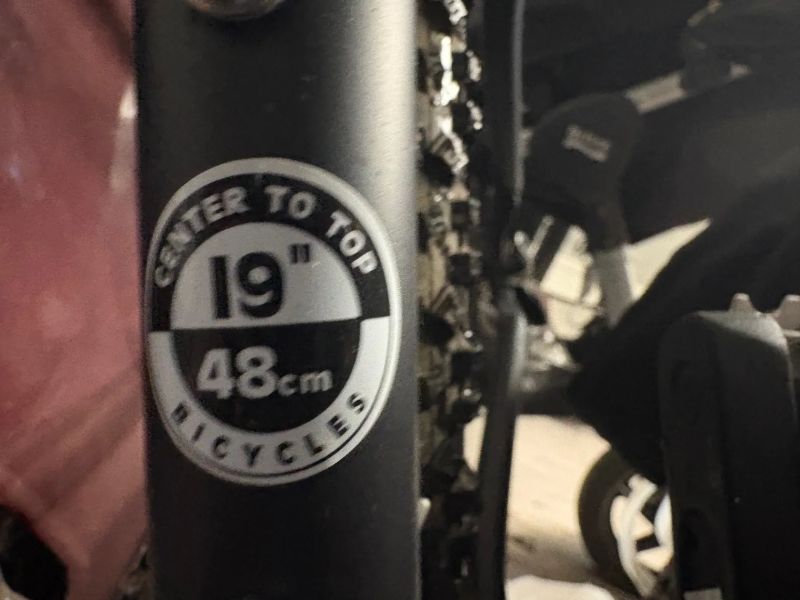 CENTER TO TOP
19"
48cm
BICYCLES